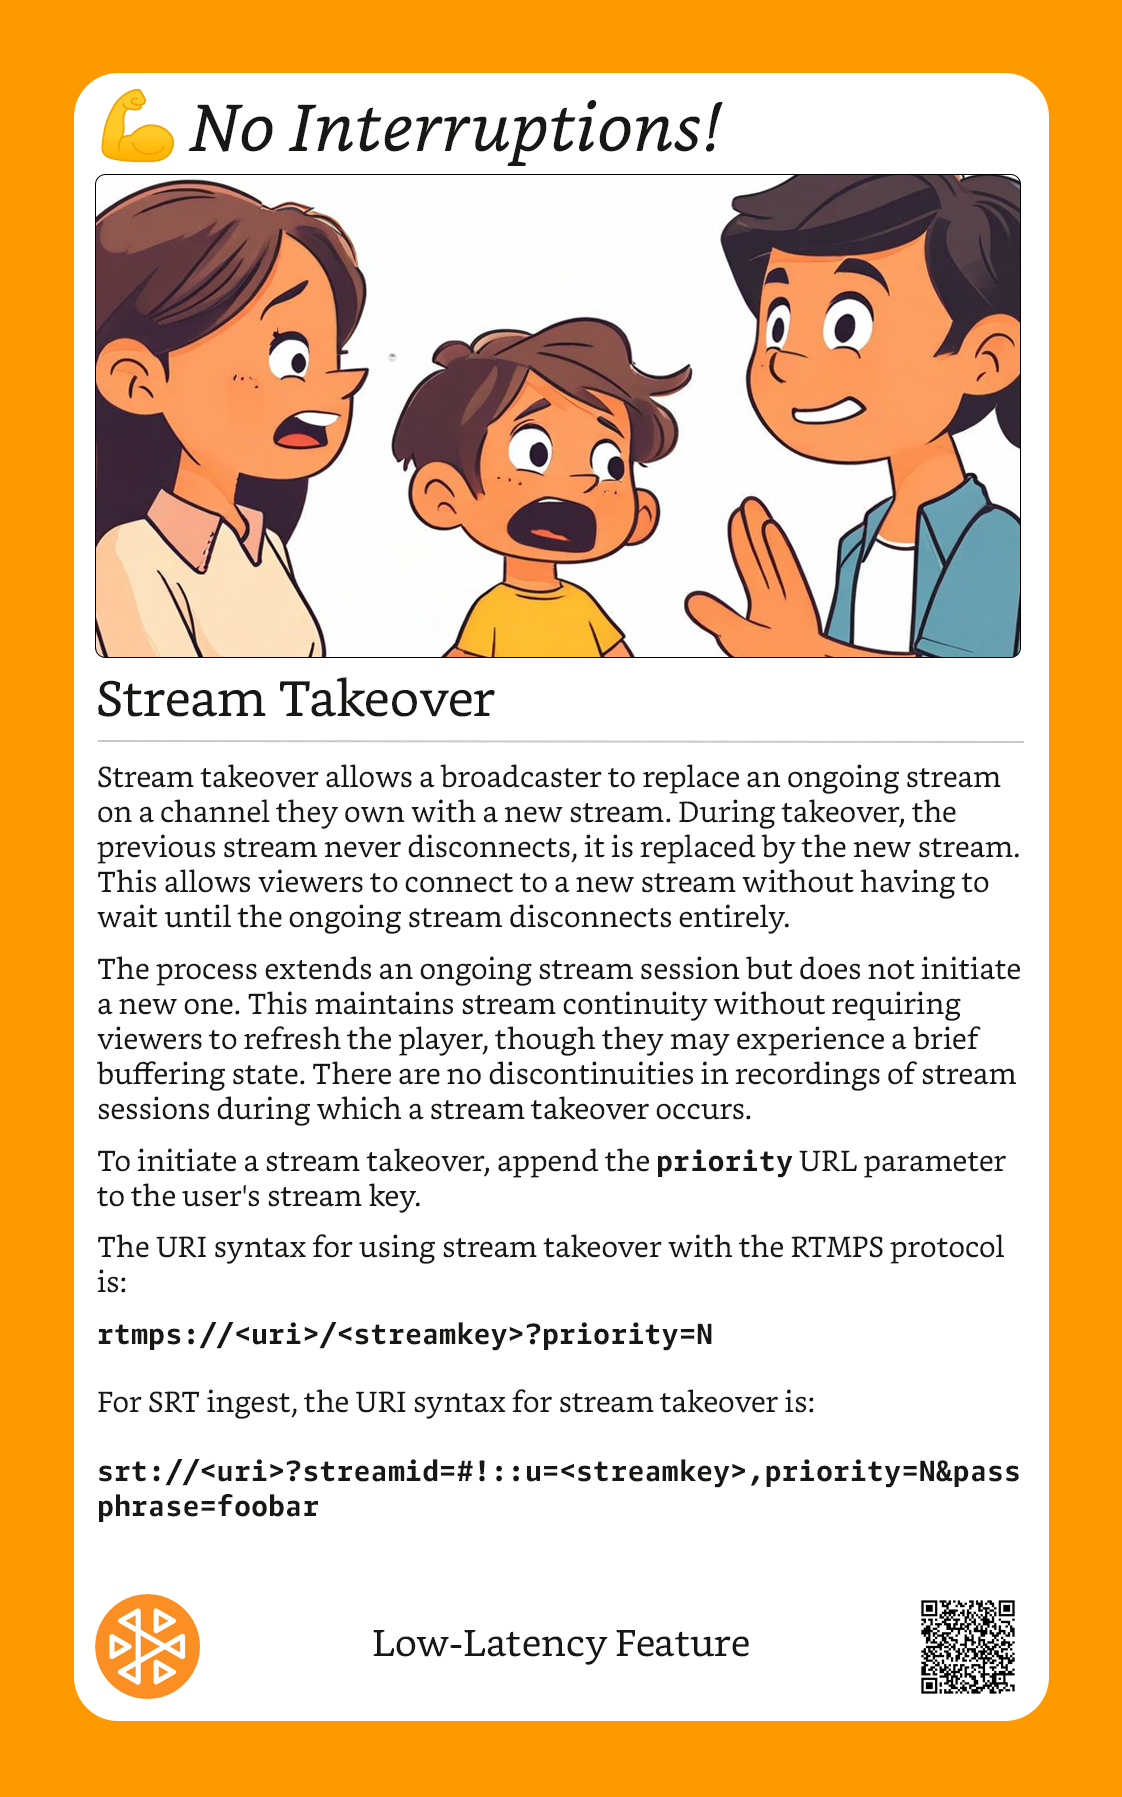 💪 No Interruptions!
Stream Takeover
Stream takeover allows a broadcaster to replace an ongoing stream
on a channel they own with a new stream. During takeover, the
previous stream never disconnects, it is replaced by the new stream.
This allows viewers to connect to a new stream without having to
wait until the ongoing stream disconnects entirely.
The process extends an ongoing stream session but does not initiate
a new one. This maintains stream continuity without requiring
viewers to refresh the player, though they may experience a brief
buffering state. There are no discontinuities in recordings of stream
sessions during which a stream takeover occurs.
To initiate a stream takeover, append the priority URL parameter
to the user's stream key.
The URI syntax for using stream takeover with the RTMPS protocol
is:
rtmps://<uri>/<streamkey>?priority=N
For SRT ingest, the URI syntax for stream takeover is:
srt://<uri>?streamid=#!::u=<streamkey>,priority=N&pass
phrase=foobar
Low-Latency Feature